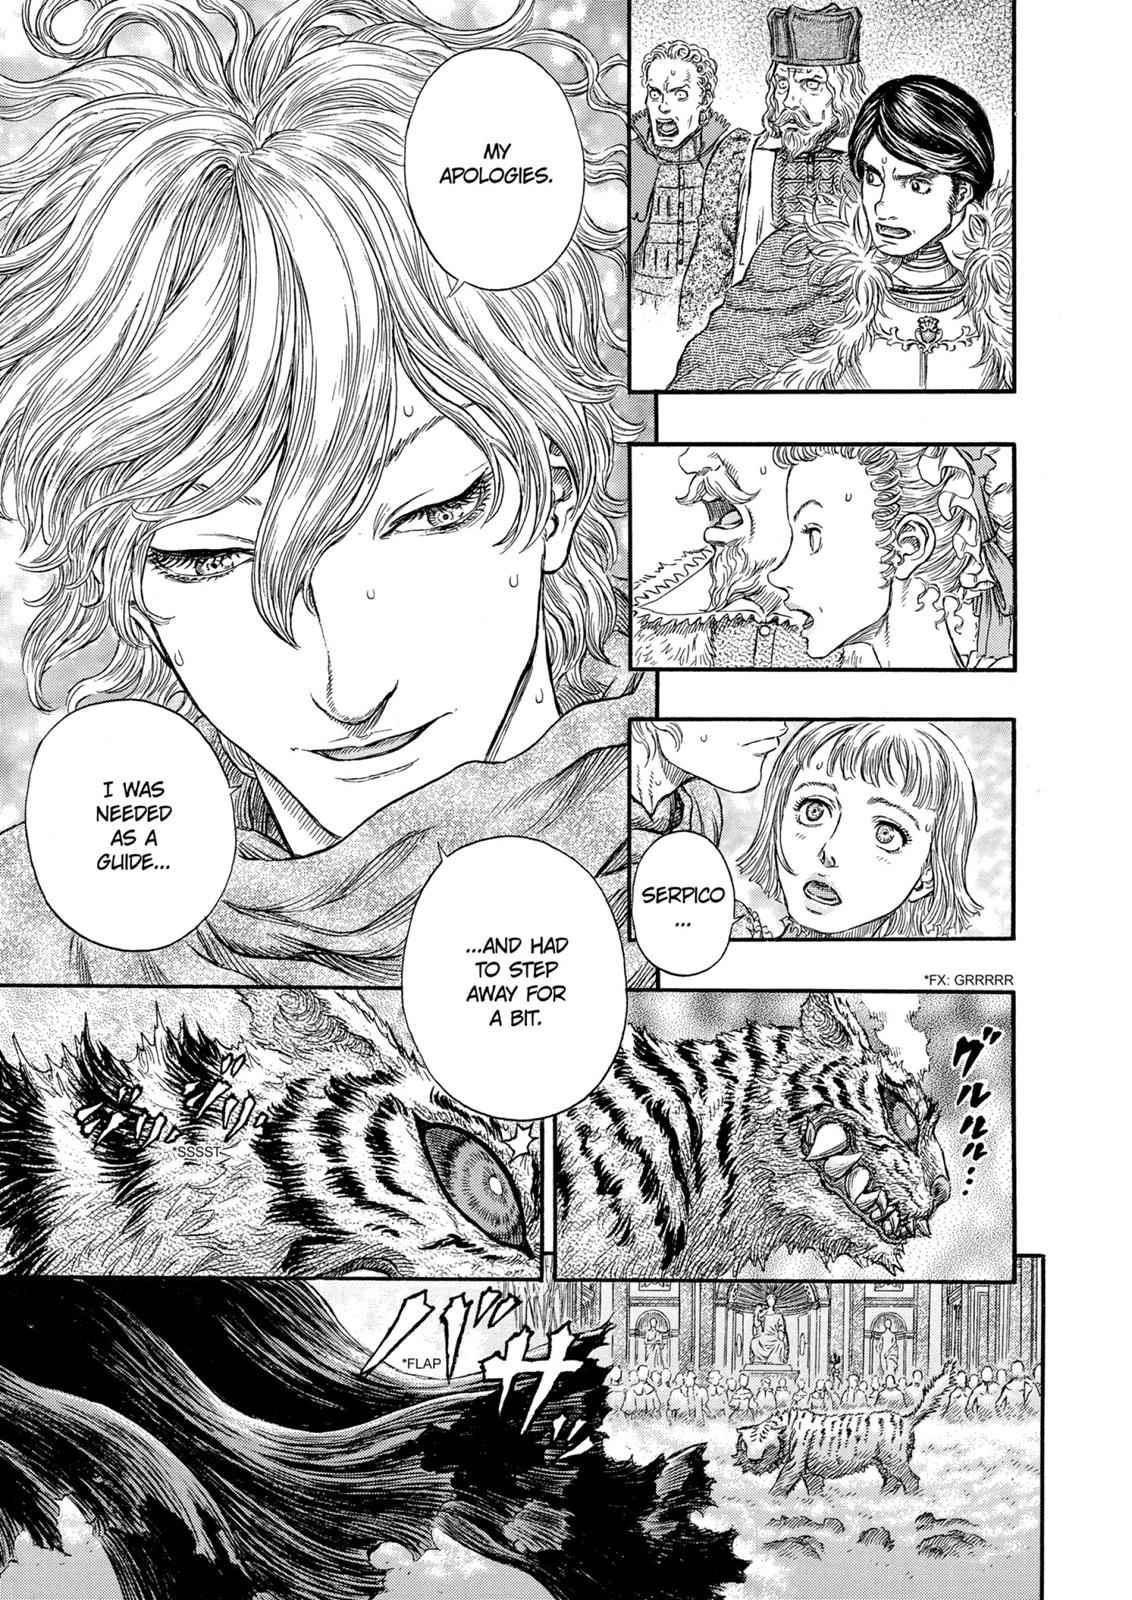 SERPICO
...
MY
APOLOGIES.
I WAS
NEEDED
AS A
GUIDE...
...AND HAD
TO STEP
AWAY FOR
A BIT.
*FX: GRRRRR
グルルル...
*SSSST
*FLAP
バサ